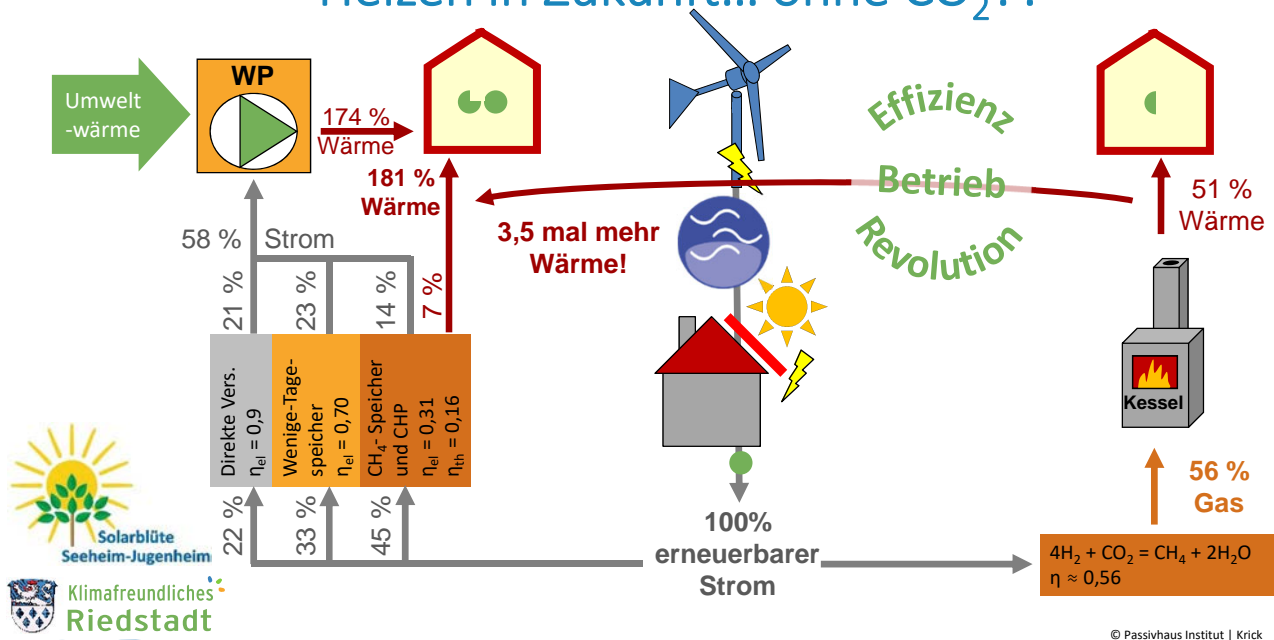 Heizen in Zukunft... ohne CO₂?!
WP
Umwelt
-wärme
174 %
Wärme
181 %
Wärme
58 % Strom
21 %
23 %
14 %
7 %
Direkte Vers.
ηel = 0,9
Wenige-Tage-
speicher
ηel = 0,70
CH₄- Speicher
und CHP
ηel = 0,31
ηth = 0,16
22 %
33 %
45 %
3,5 mal mehr
Wärme!
Effizienz
Betrieb
Revolution
100%
erneuerbarer
Strom
51 %
Wärme
Kessel
56 %
Gas
4H₂ + CO₂ = CH₄ + 2H₂O
η ≈ 0,56
Solarblüte
Seeheim-Jugenheim
Klimafreundliches
Riedstadt
© Passivhaus Institut | Krick